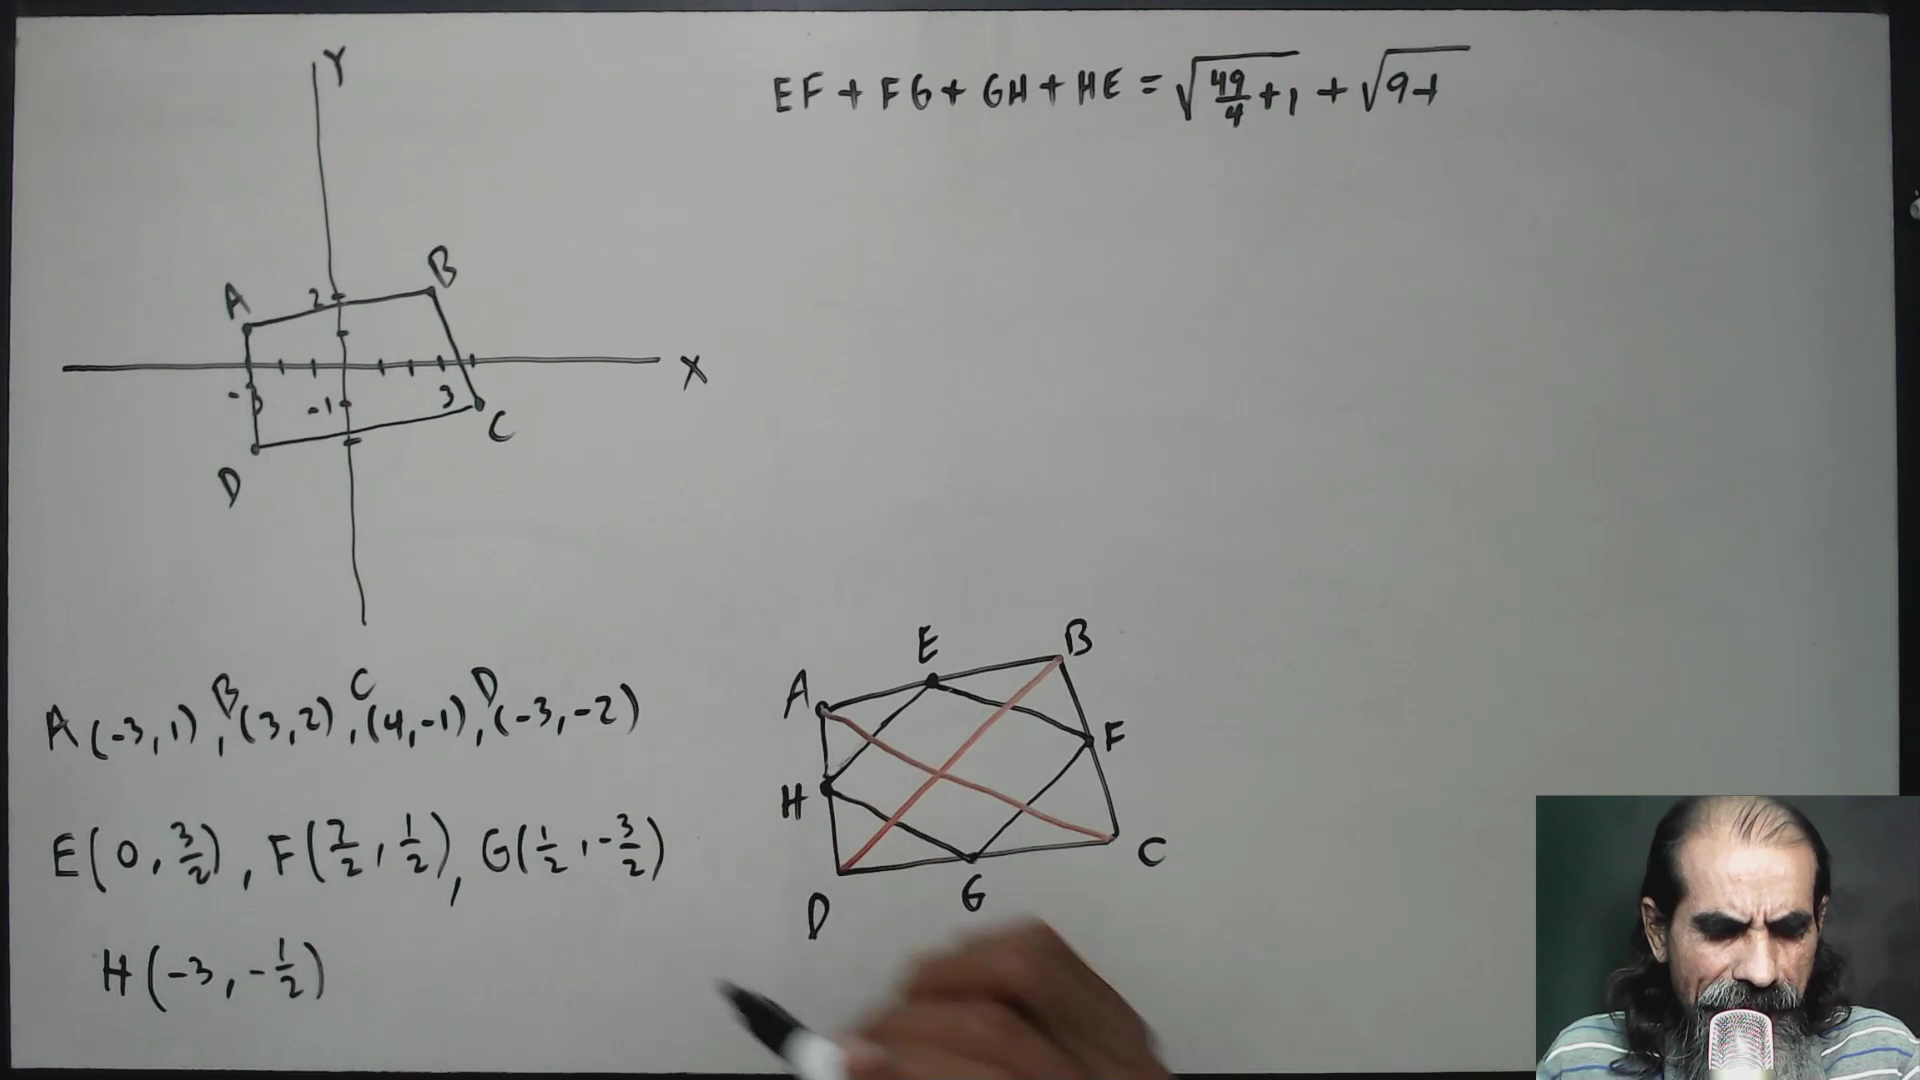 EF + FG + GH + HE = √(49/4 + 1) + √(9 +
Y
A
B
2
X
-3
-1
3
C
D
A(-3, 1), B(3, 2), C(4, -1), D(-3, -2)
E(0, 3/2), F(7/2, 1/2), G(1/2, -3/2)
H(-3, -1/2)
E
B
A
F
H
C
G
D